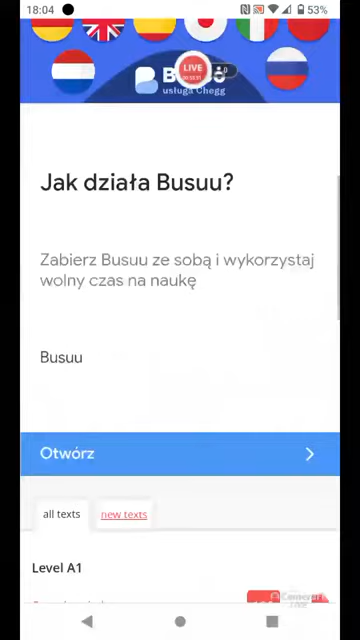 18:04
53%
LIVE
usługa Chegg
Jak działa Busuu?
Zabierz Busuu ze sobą i wykorzystaj
wolny czas na naukę
Busuu
Otwórz
all texts
new texts
Level A1